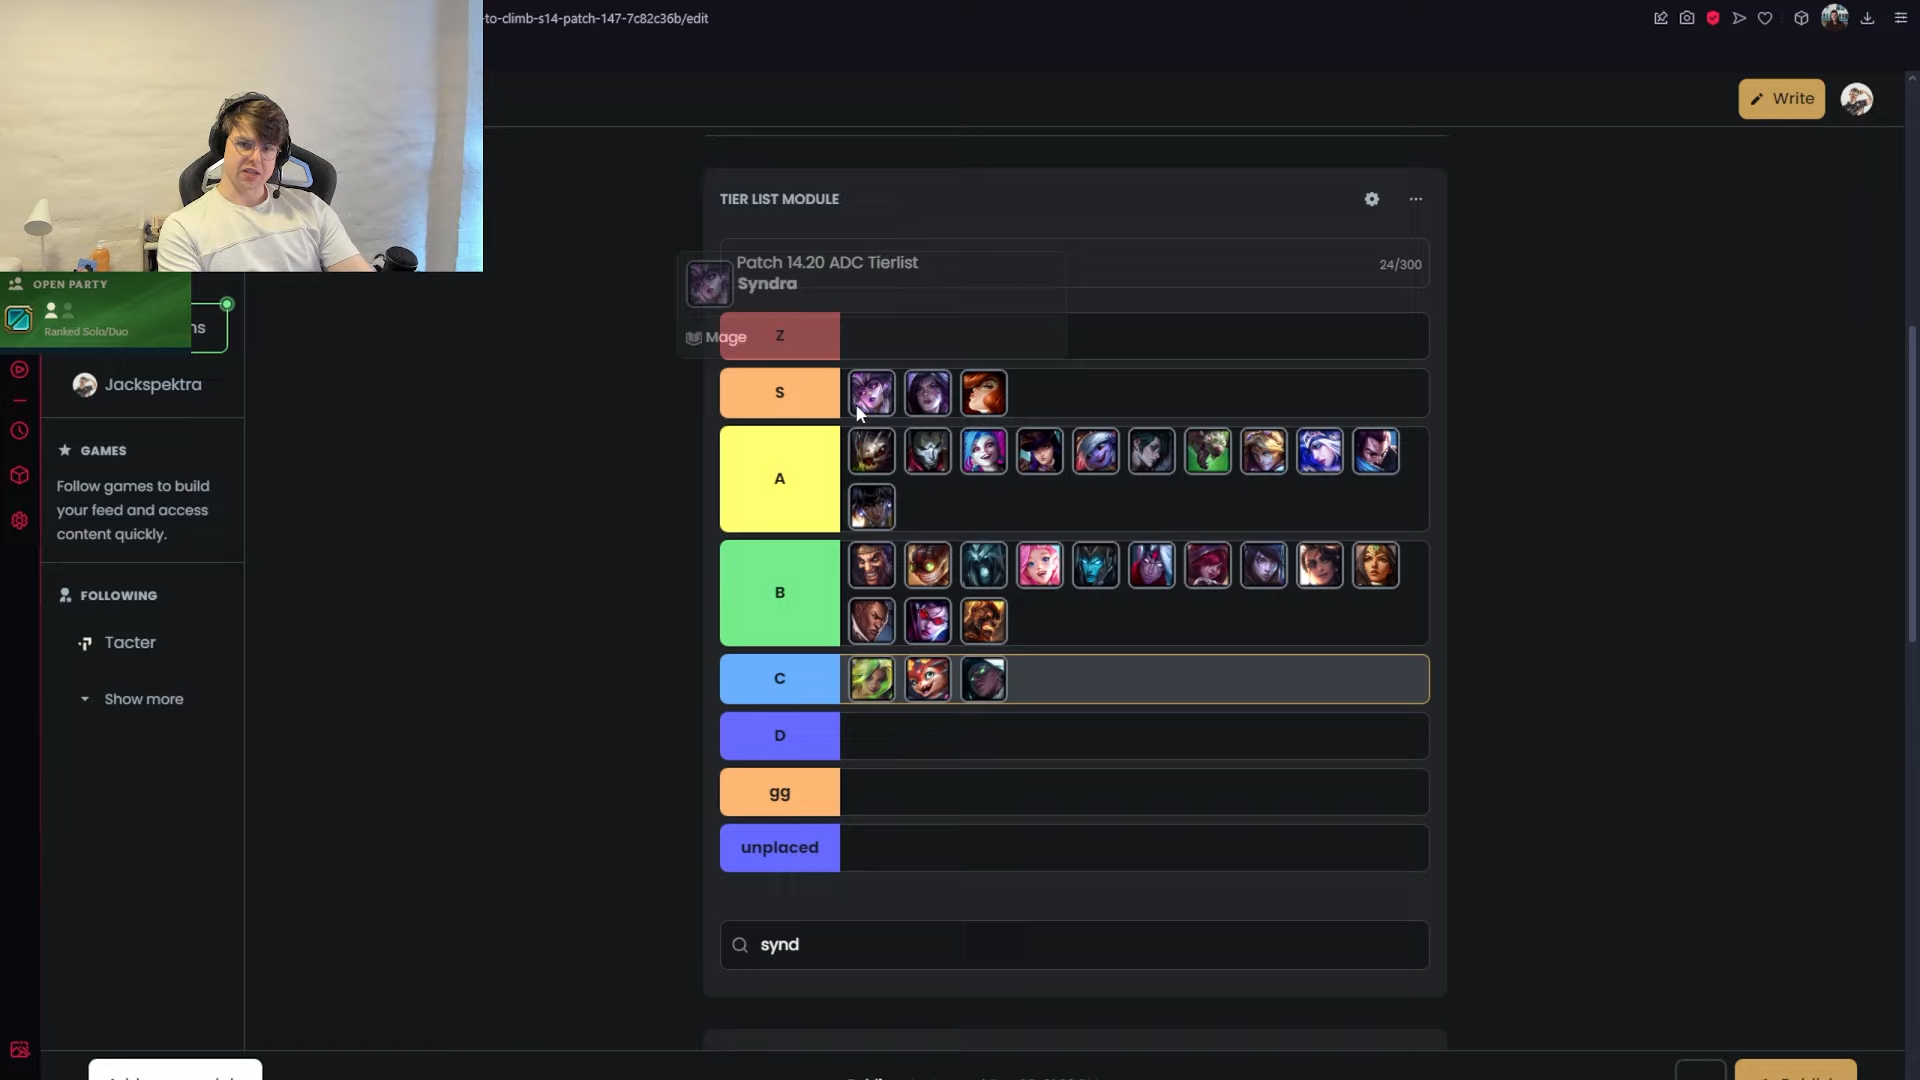 -to-climb-s14-patch-147-7c82c36b/edit
Write
OPEN PARTY
Ranked Solo/Duo
ns
Jackspektra
GAMES
Follow games to build
your feed and access
content quickly.
FOLLOWING
Tacter
Show more
TIER LIST MODULE
Patch 14.20 ADC Tierlist
24/300
Syndra
Mage
Z
S
A
B
C
D
gg
unplaced
synd